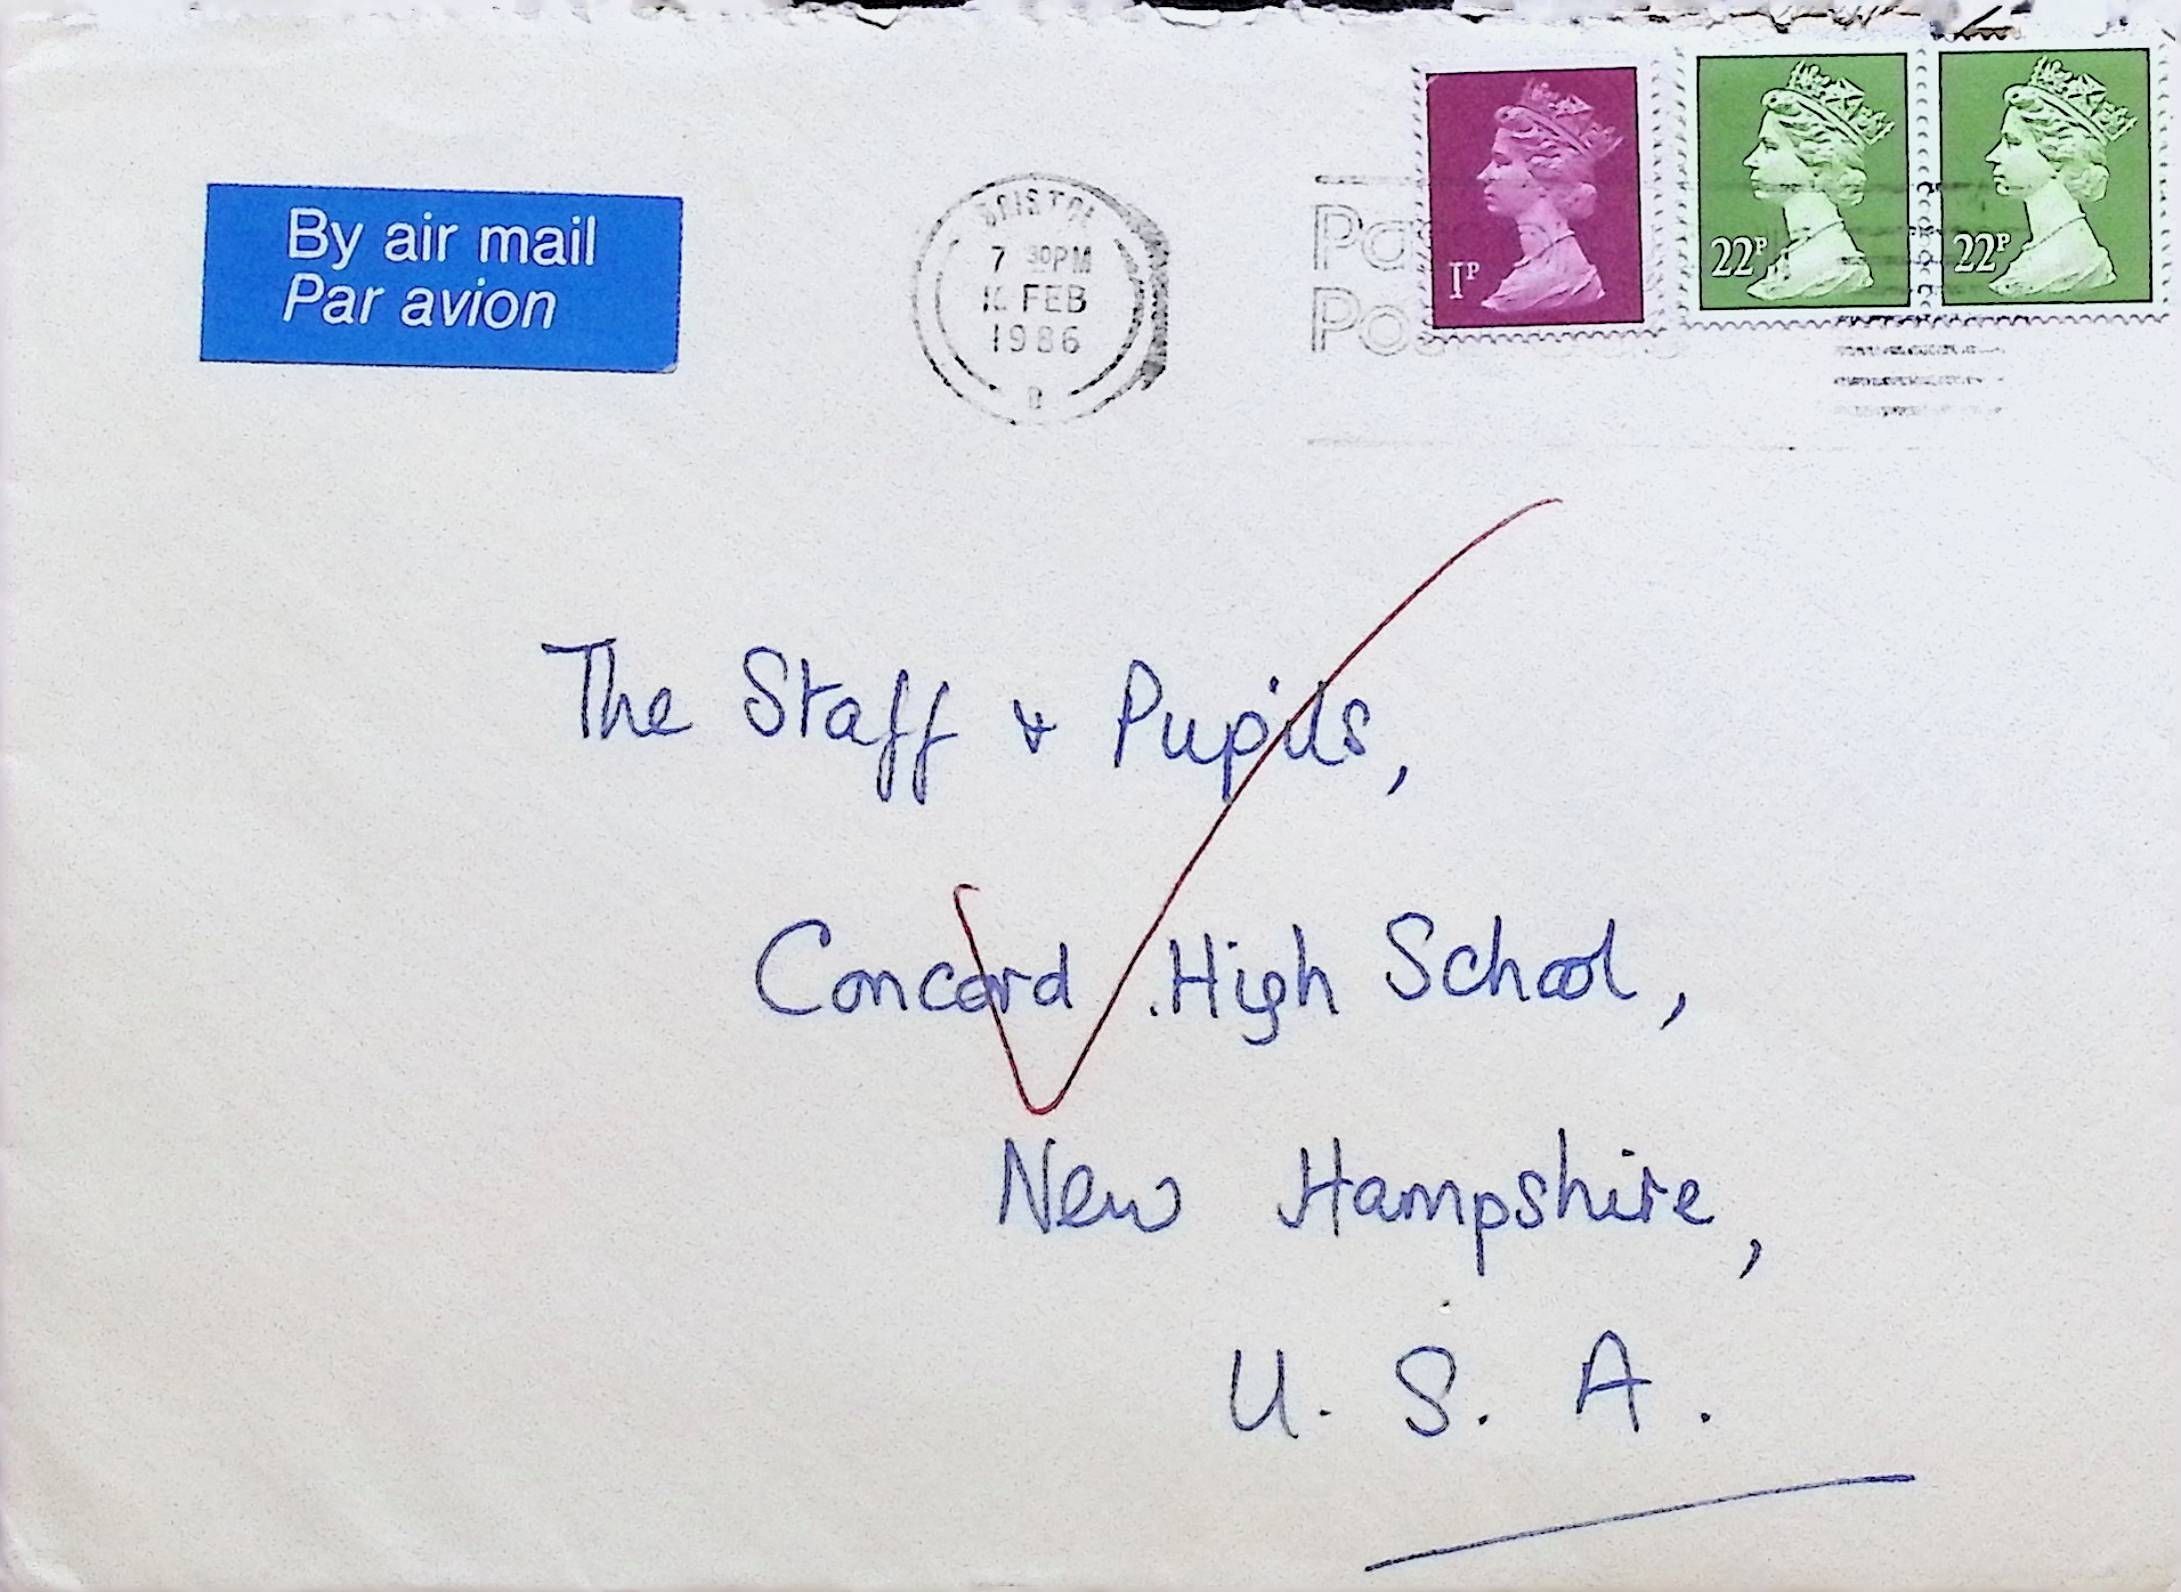 By air mail
Par avion
BRISTOL
7 30PM
FEB
1986
1P
22P
22P
The Staff & Pupils,
Concord High School,
New Hampshire,
U. S. A.